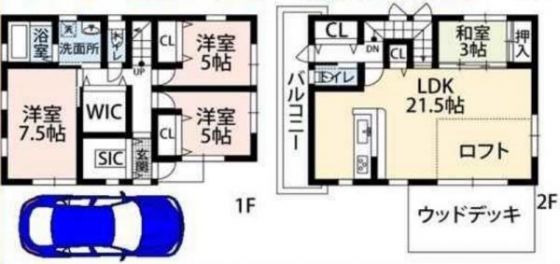 浴室
洗面所
トイレ
UP
CL
洋室
5帖
洋室
7.5帖
WIC
CL
洋室
5帖
SIC
玄関
1F
バルコニー
CL
DN
CL
和室
3帖
押入
トイレ
LDK
21.5帖
ロフト
ウッドデッキ
2F